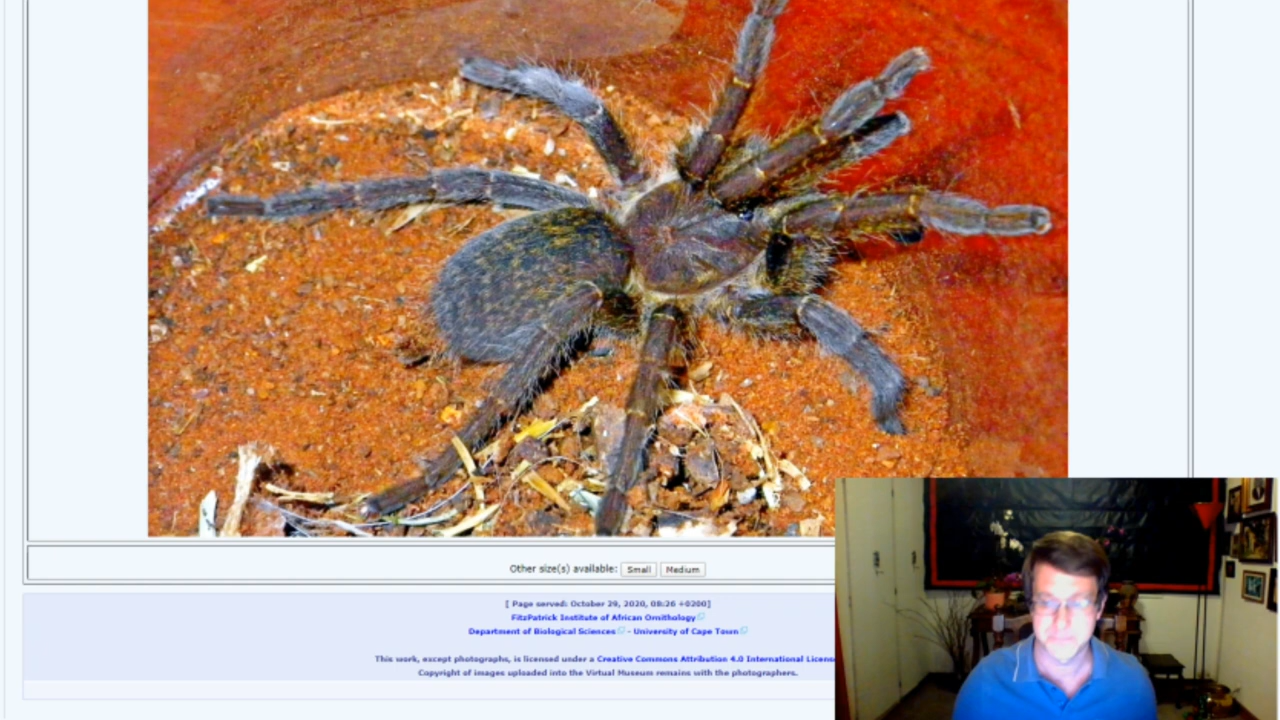 Other size(s) available: Small Medium
[ Page served: October 29, 2020, 08:26 +0200]
FitzPatrick Institute of African Ornithology
Department of Biological Sciences - University of Cape Town
This work, except photographs, is licensed under a Creative Commons Attribution 4.0 International Licens
Copyright of images uploaded into the Virtual Museum remains with the photographers.